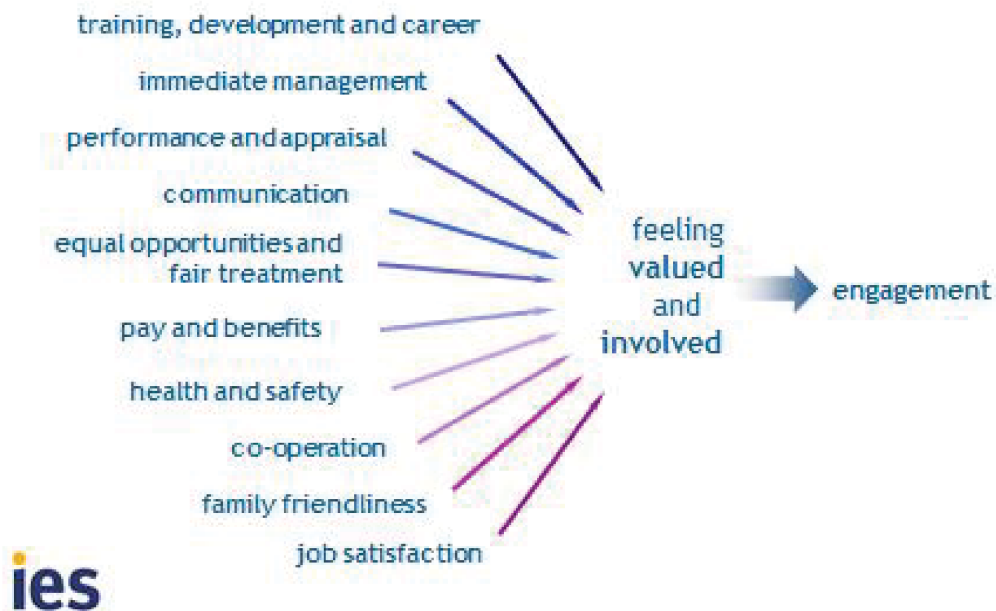 training, development and career
immediate management
performance and appraisal
communication
equal opportunities and
fair treatment
pay and benefits
health and safety
co-operation
family friendliness
job satisfaction
feeling
valued
and
involved
engagement
ies